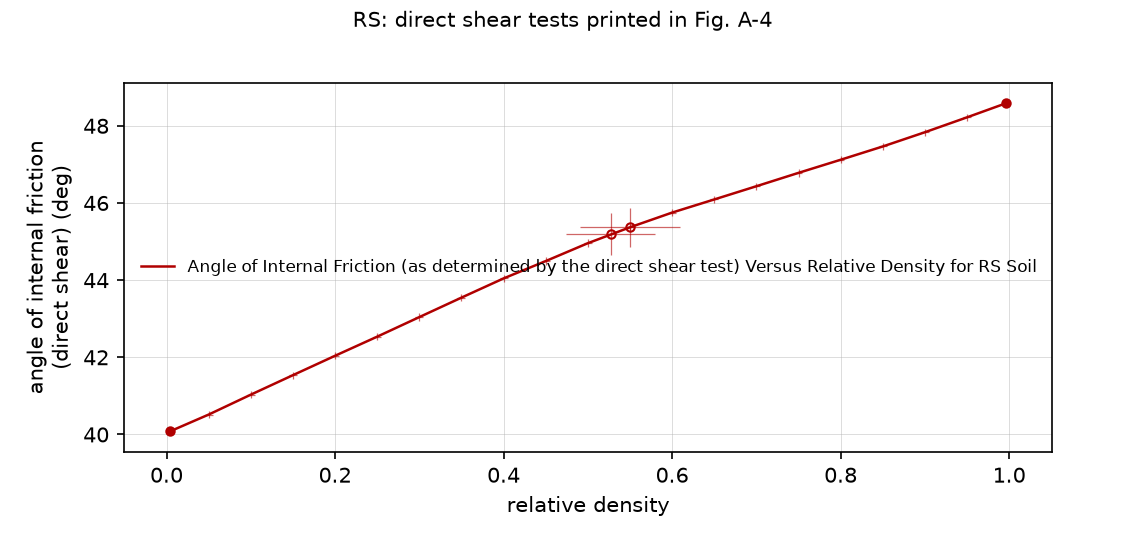 RS: direct shear tests printed in Fig. A-4
angle of internal friction
(direct shear) (deg)
48
46
44
42
40
Angle of Internal Friction (as determined by the direct shear test) Versus Relative Density for RS Soil
0.0 0.2 0.4 0.6 0.8 1.0
relative density